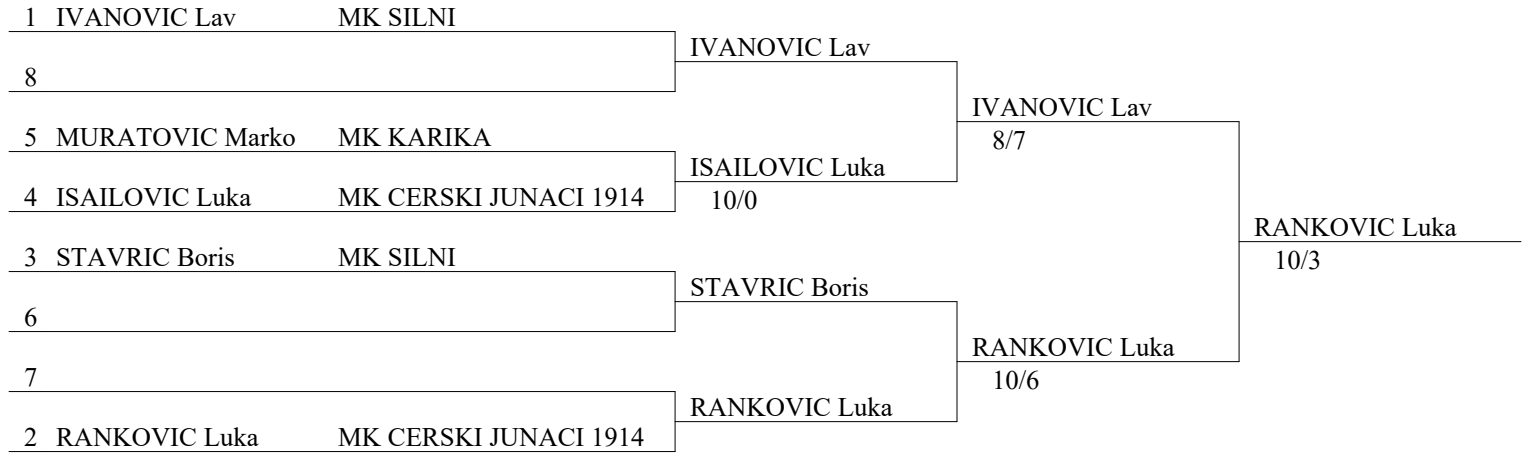 1 IVANOVIC Lav MK SILNI
8
5 MURATOVIC Marko MK KARIKA
4 ISAILOVIC Luka MK CERSKI JUNACI 1914
3 STAVRIC Boris MK SILNI
6
7
2 RANKOVIC Luka MK CERSKI JUNACI 1914
IVANOVIC Lav
ISAILOVIC Luka
10/0
STAVRIC Boris
RANKOVIC Luka
IVANOVIC Lav
8/7
RANKOVIC Luka
10/6
RANKOVIC Luka
10/3